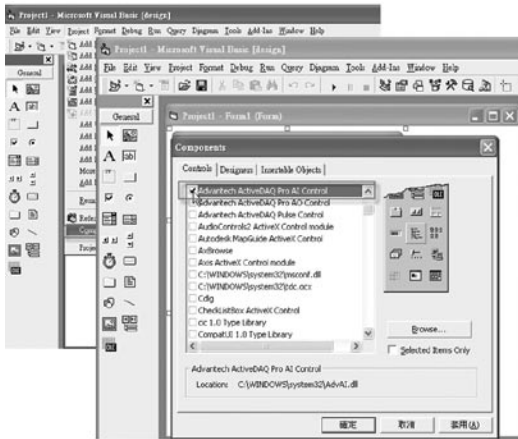 Project1 - Microsoft Visual Basic [design]
File Edit View Project Format Debug Run Query Diagram Tools Add-Ins Window Help
General
Project1 - Microsoft Visual Basic [design]
File Edit View Project Format Debug Run Query Diagram Tools Add-Ins Window Help
General
Project1 - Form1 (Form)
Components
Controls Designers Insertable Objects
Advantech ActiveDAQ Pro AI Control
Advantech ActiveDAQ Pro AO Control
Advantech ActiveDAQ Pulse Control
AudioControls2 ActiveX Control module
Autodesk MapGuide ActiveX Control
AxBrowse
Axis ActiveX Control module
C:\WINDOWS\system32\msconf.dll
C:\WINDOWS\system32\tdc.ocx
Cdlg
CheckListBox ActiveX Control
cic 1.0 Type Library
CompatUI 1.0 Type Library
Browse...
Selected Items Only
Advantech ActiveDAQ Pro AI Control
Location: C:\WINDOWS\system32\AdvAI.dll
確定 取消 套用(A)